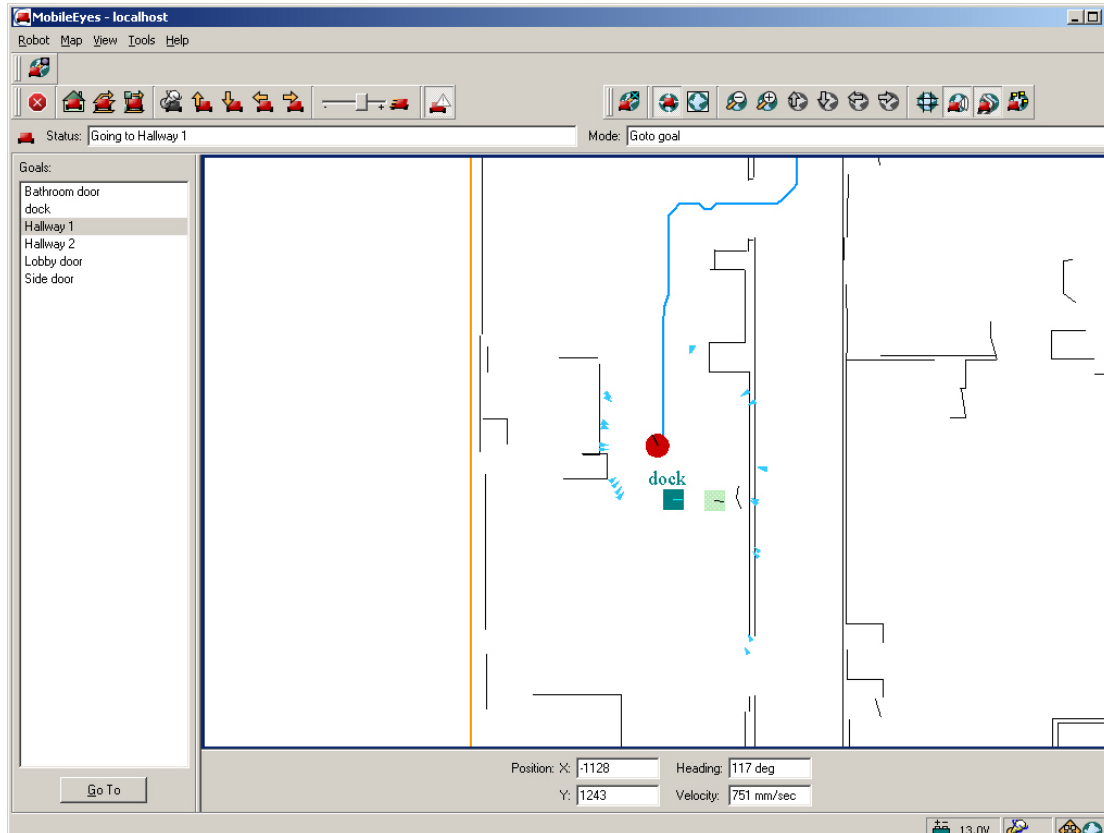 MobileEyes - localhost
Robot Map View Tools Help
Status: Going to Hallway 1 Mode: Goto goal
Goals:
Bathroom door
dock
Hallway 1
Hallway 2
Lobby door
Side door
dock
Position: X: -1128 Heading: 117 deg
Go To
Y: 1243 Velocity: 751 mm/sec
13.0V